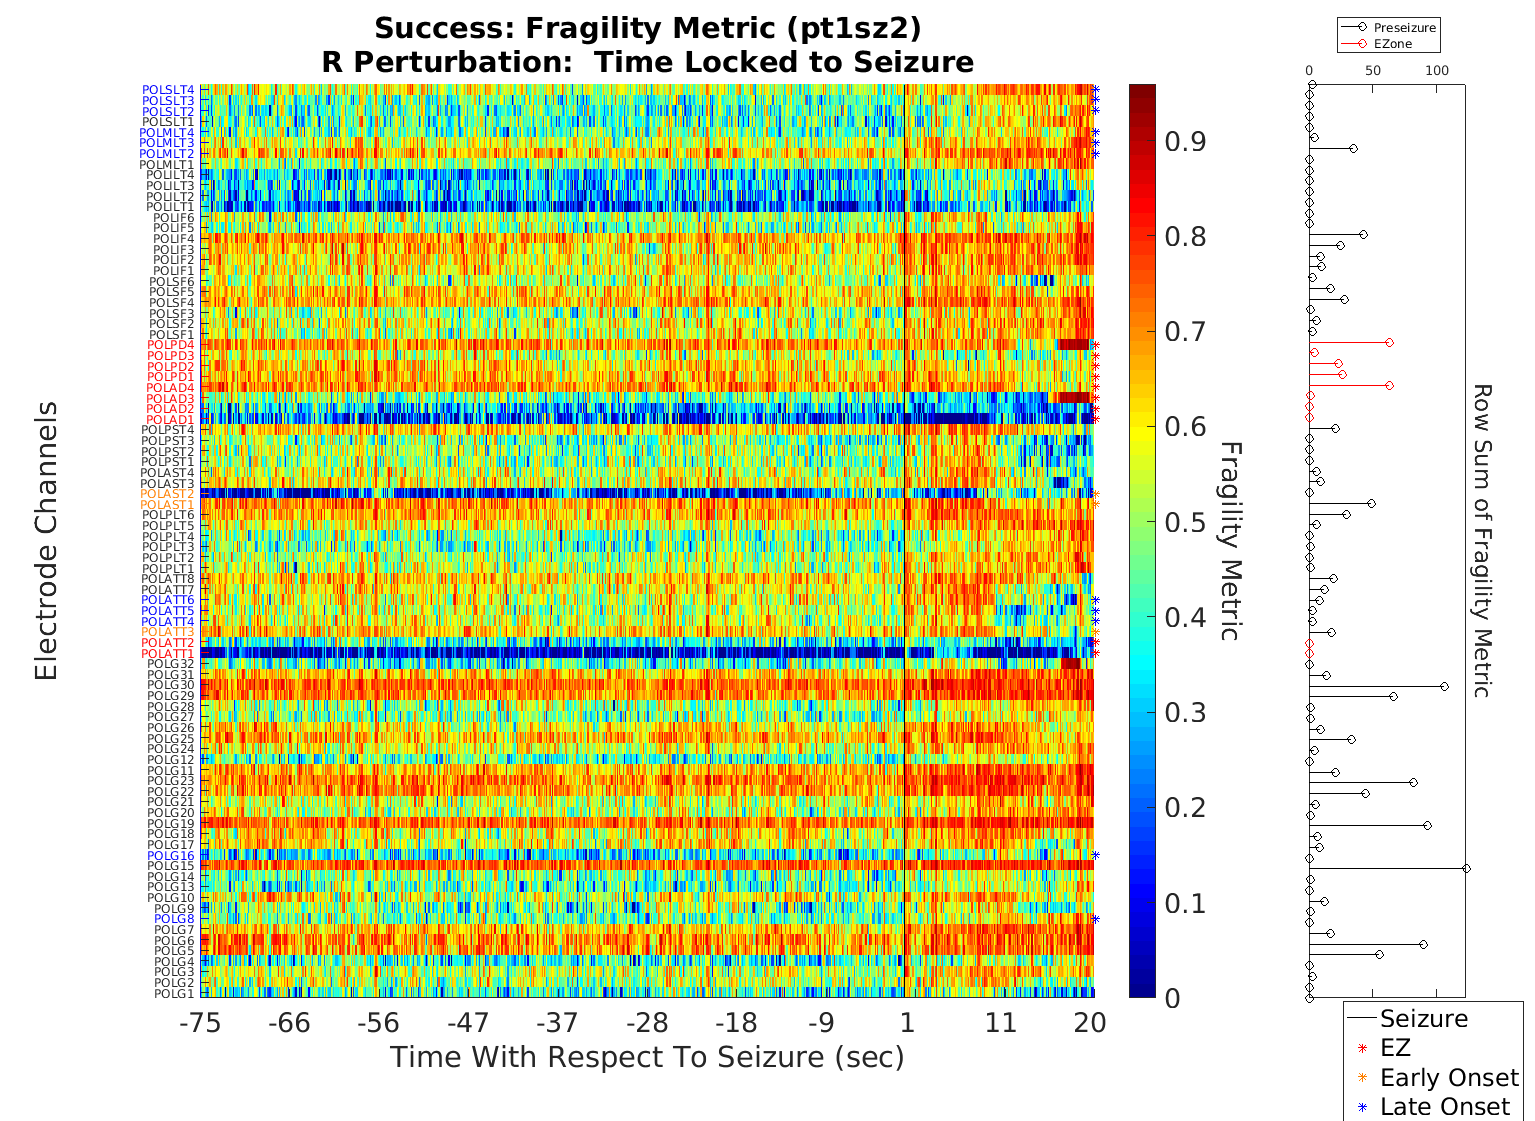 Success: Fragility Metric (pt1sz2)
R Perturbation:  Time Locked to Seizure
Preseizure
EZone
0 50 100
Electrode Channels
POLSLT4
POLSLT3
POLSLT2
POLSLT1
POLMLT4
POLMLT3
POLMLT2
POLMLT1
POLILT4
POLILT3
POLILT2
POLILT1
POLIF6
POLIF5
POLIF4
POLIF3
POLIF2
POLIF1
POLSF6
POLSF5
POLSF4
POLSF3
POLSF2
POLSF1
POLPD4
POLPD3
POLPD2
POLPD1
POLAD4
POLAD3
POLAD2
POLAD1
POLPST4
POLPST3
POLPST2
POLPST1
POLAST4
POLAST3
POLAST2
POLAST1
POLPLT6
POLPLT5
POLPLT4
POLPLT3
POLPLT2
POLPLT1
POLATT8
POLATT7
POLATT6
POLATT5
POLATT4
POLATT3
POLATT2
POLATT1
POLG32
POLG31
POLG30
POLG29
POLG28
POLG27
POLG26
POLG25
POLG24
POLG12
POLG11
POLG23
POLG22
POLG21
POLG20
POLG19
POLG18
POLG17
POLG16
POLG15
POLG14
POLG13
POLG10
POLG9
POLG8
POLG7
POLG6
POLG5
POLG4
POLG3
POLG2
POLG1
-75 -66 -56 -47 -37 -28 -18 -9 1 11 20
Time With Respect To Seizure (sec)
0.9
0.8
0.7
0.6
0.5
0.4
0.3
0.2
0.1
0
Fragility Metric
Row Sum of Fragility Metric
Seizure
EZ
Early Onset
Late Onset